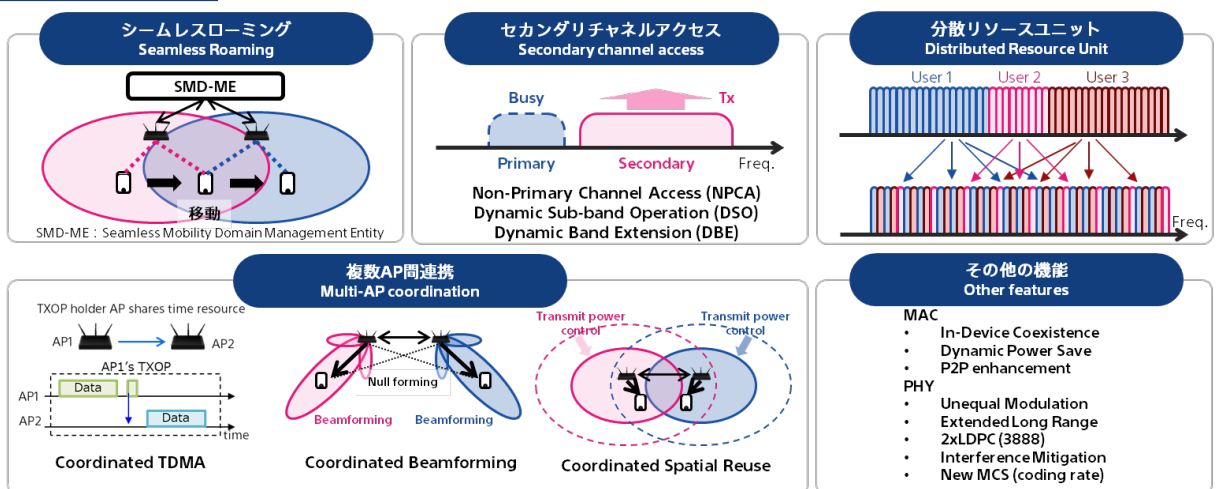 シームレスローミング
Seamless Roaming
SMD-ME
移動
SMD-ME：Seamless Mobility Domain Management Entity
セカンダリチャネルアクセス
Secondary channel access
Busy
Tx
Primary
Secondary
Freq.
Non-Primary Channel Access (NPCA)
Dynamic Sub-band Operation (DSO)
Dynamic Band Extension (DBE)
分散リソースユニット
Distributed Resource Unit
User 1
User 2
User 3
Freq.
複数AP間連携
Multi-AP coordination
TXOP holder AP shares time resource
AP1
AP2
AP1's TXOP
AP1
Data
AP2
Data
time
Coordinated TDMA
Null forming
Beamforming
Beamforming
Coordinated Beamforming
Transmit power
control
Transmit power
control
Coordinated Spatial Reuse
その他の機能
Other features
MAC
• In-Device Coexistence
• Dynamic Power Save
• P2P enhancement
PHY
• Unequal Modulation
• Extended Long Range
• 2xLDPC (3888)
• Interference Mitigation
• New MCS (coding rate)